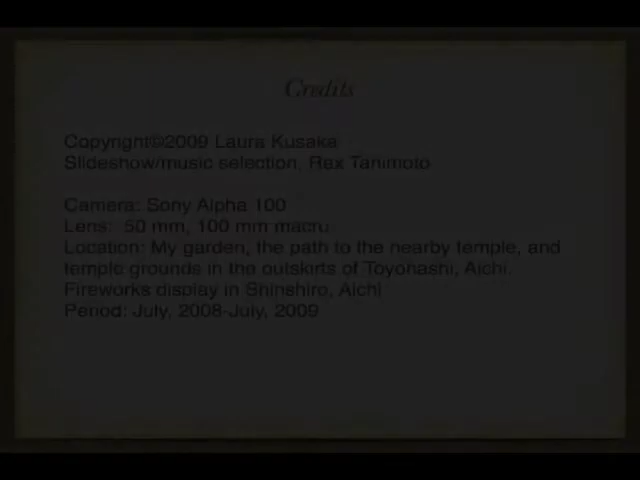 Credits
Copyright©2009 Laura Kusaka
Slideshow/music selection, Rex Tanimoto
Camera: Sony Alpha 100
Lens: 50 mm, 100 mm macro
Location: My garden, the path to the nearby temple, and
temple grounds in the outskirts of Toyohashi, Aichi.
Fireworks display in Shinshiro, Aichi
Period: July, 2008-July, 2009